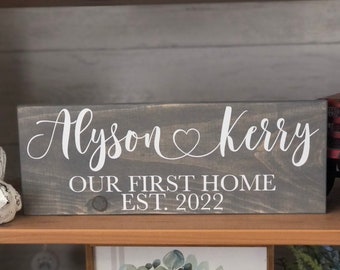 Alyson ♡ Kerry
OUR FIRST HOME
EST. 2022